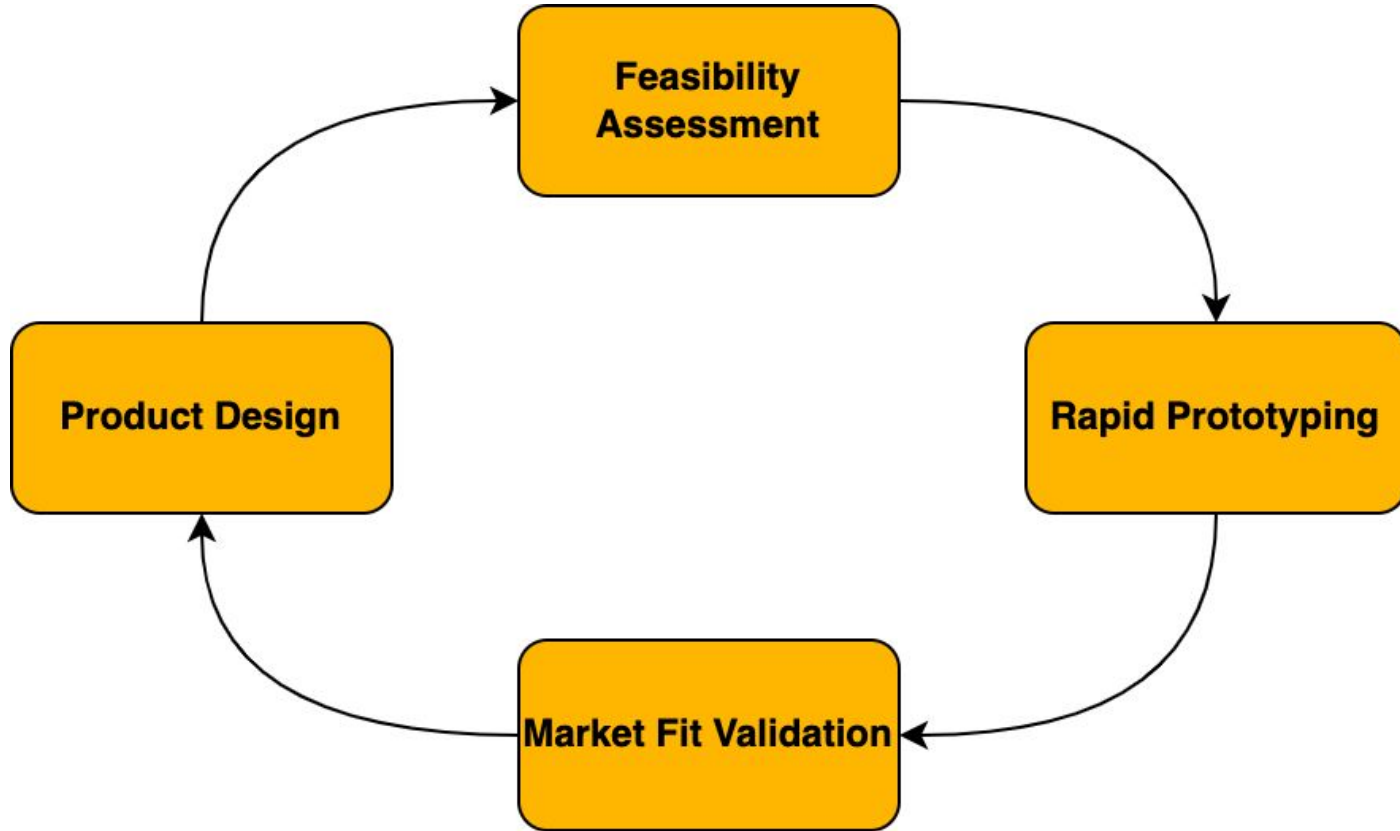 Feasibility
Assessment
Product Design
Rapid Prototyping
Market Fit Validation